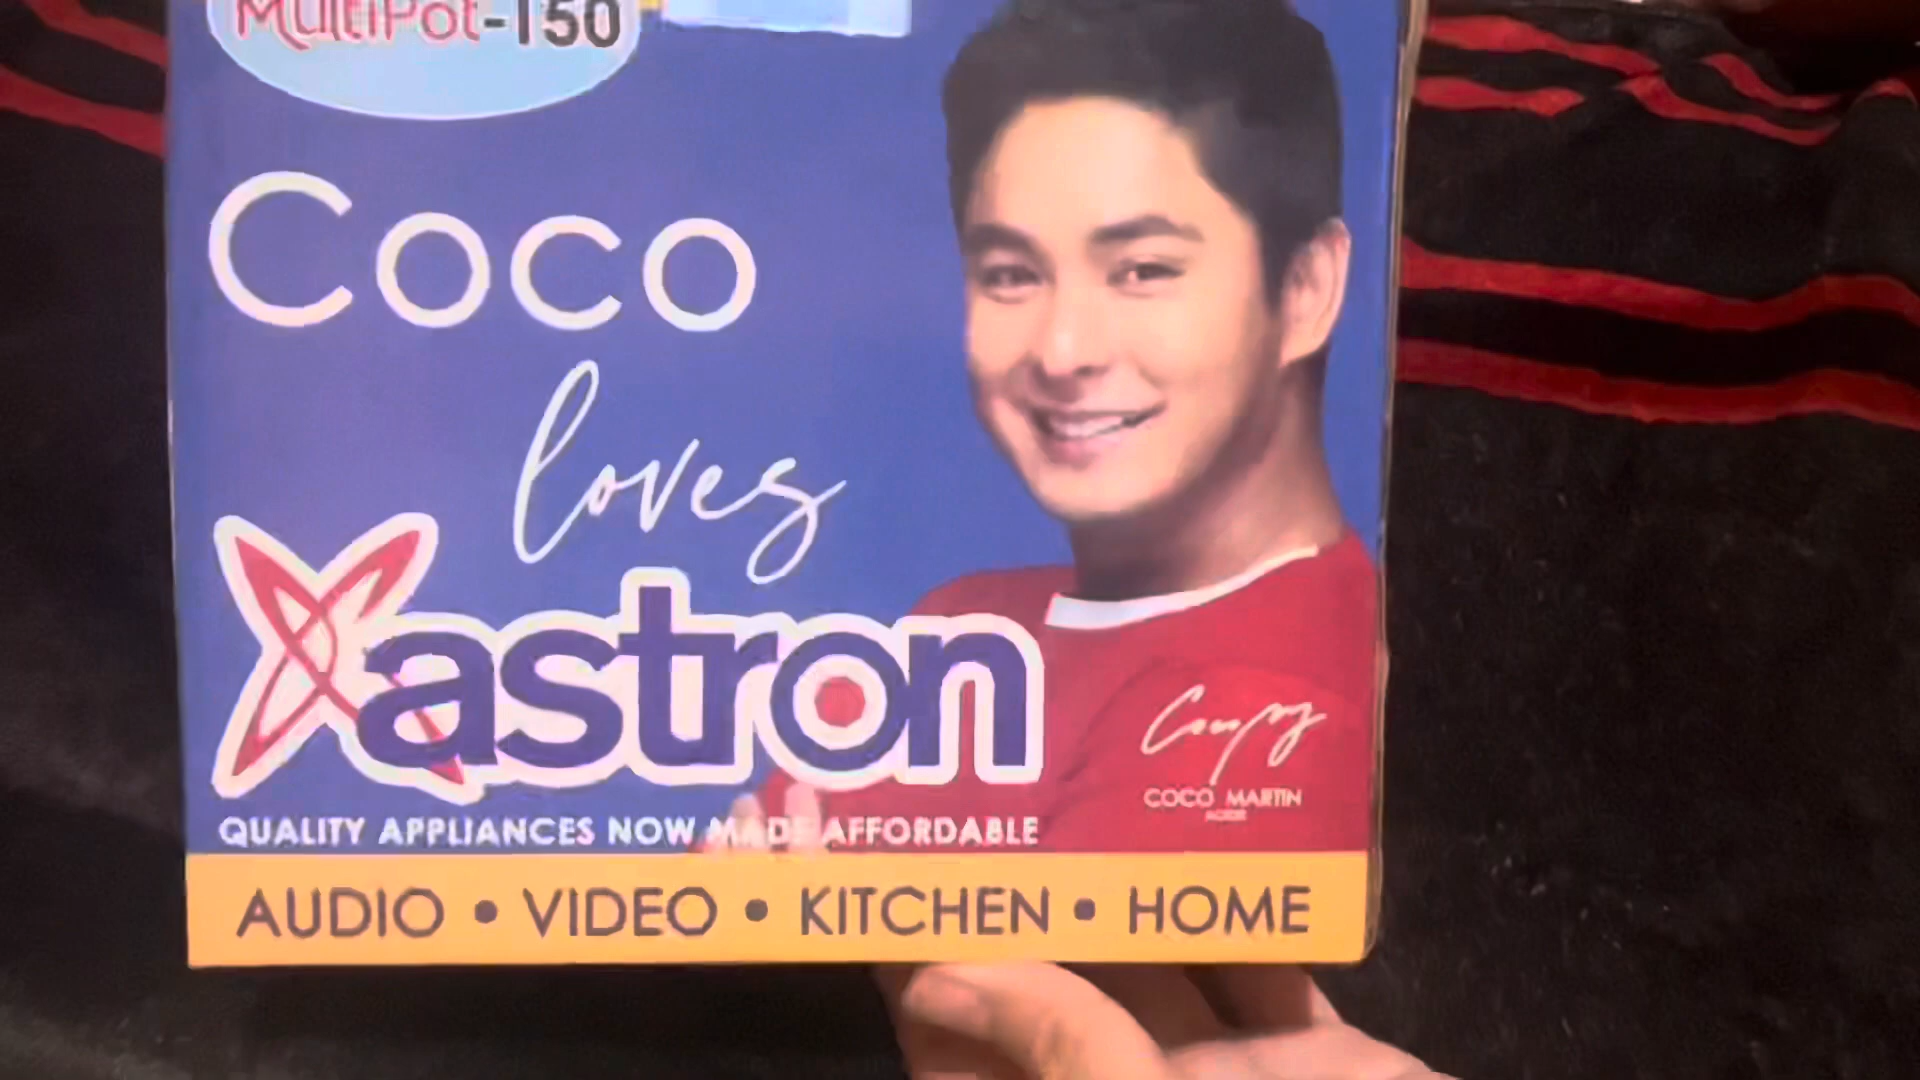 MultiPot-150
Coco
loves
astron
QUALITY APPLIANCES NOW MADE AFFORDABLE
COCO MARTIN
AUDIO • VIDEO • KITCHEN • HOME